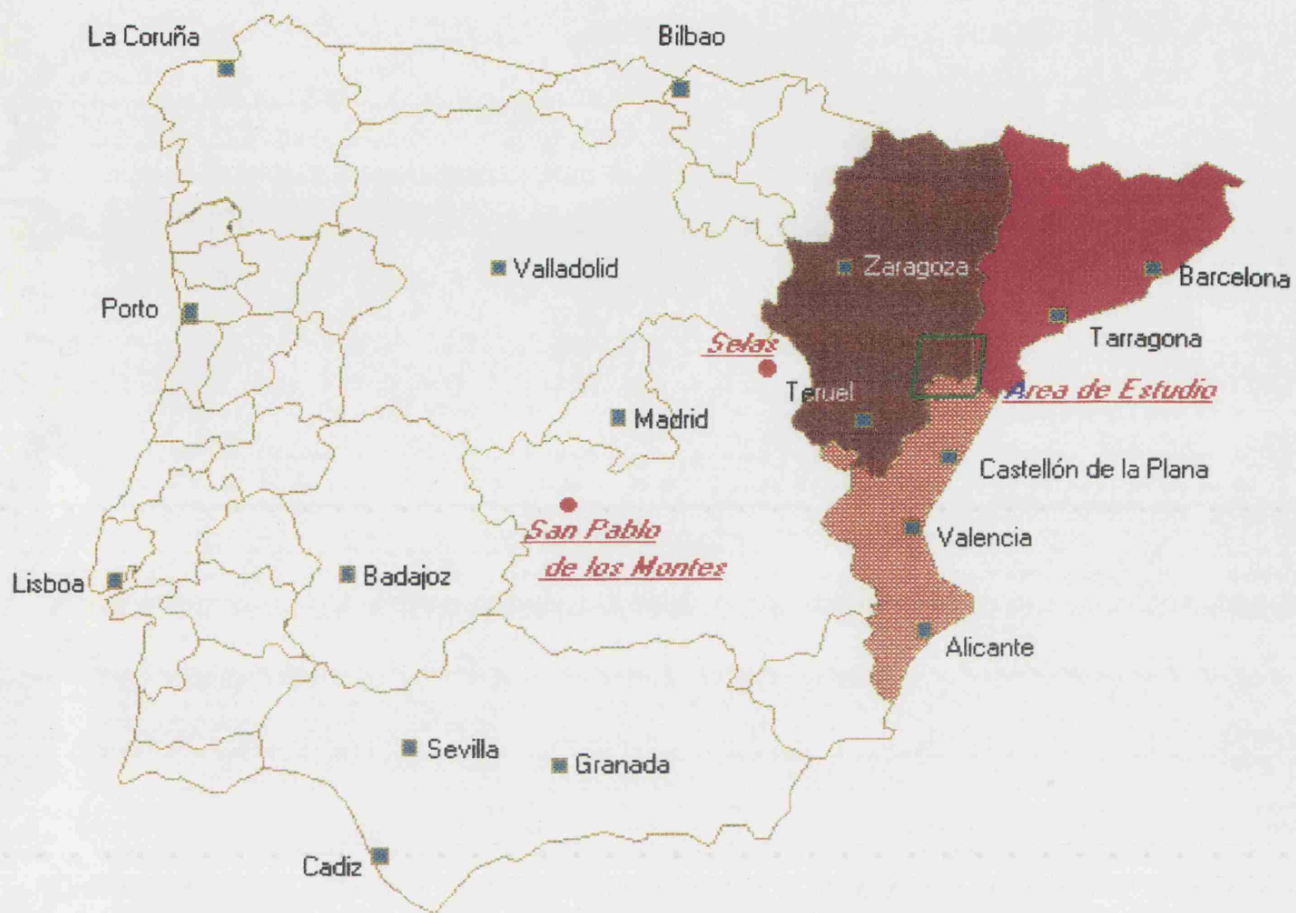 La Coruña
Bilbao
Valladolid
Zaragoza
Barcelona
Porto
Tarragona
Selas
Teruel
Area de Estudio
Madrid
Castellón de la Plana
San Pablo
de los Montes
Valencia
Lisboa
Badajoz
Alicante
Sevilla
Granada
Cadiz